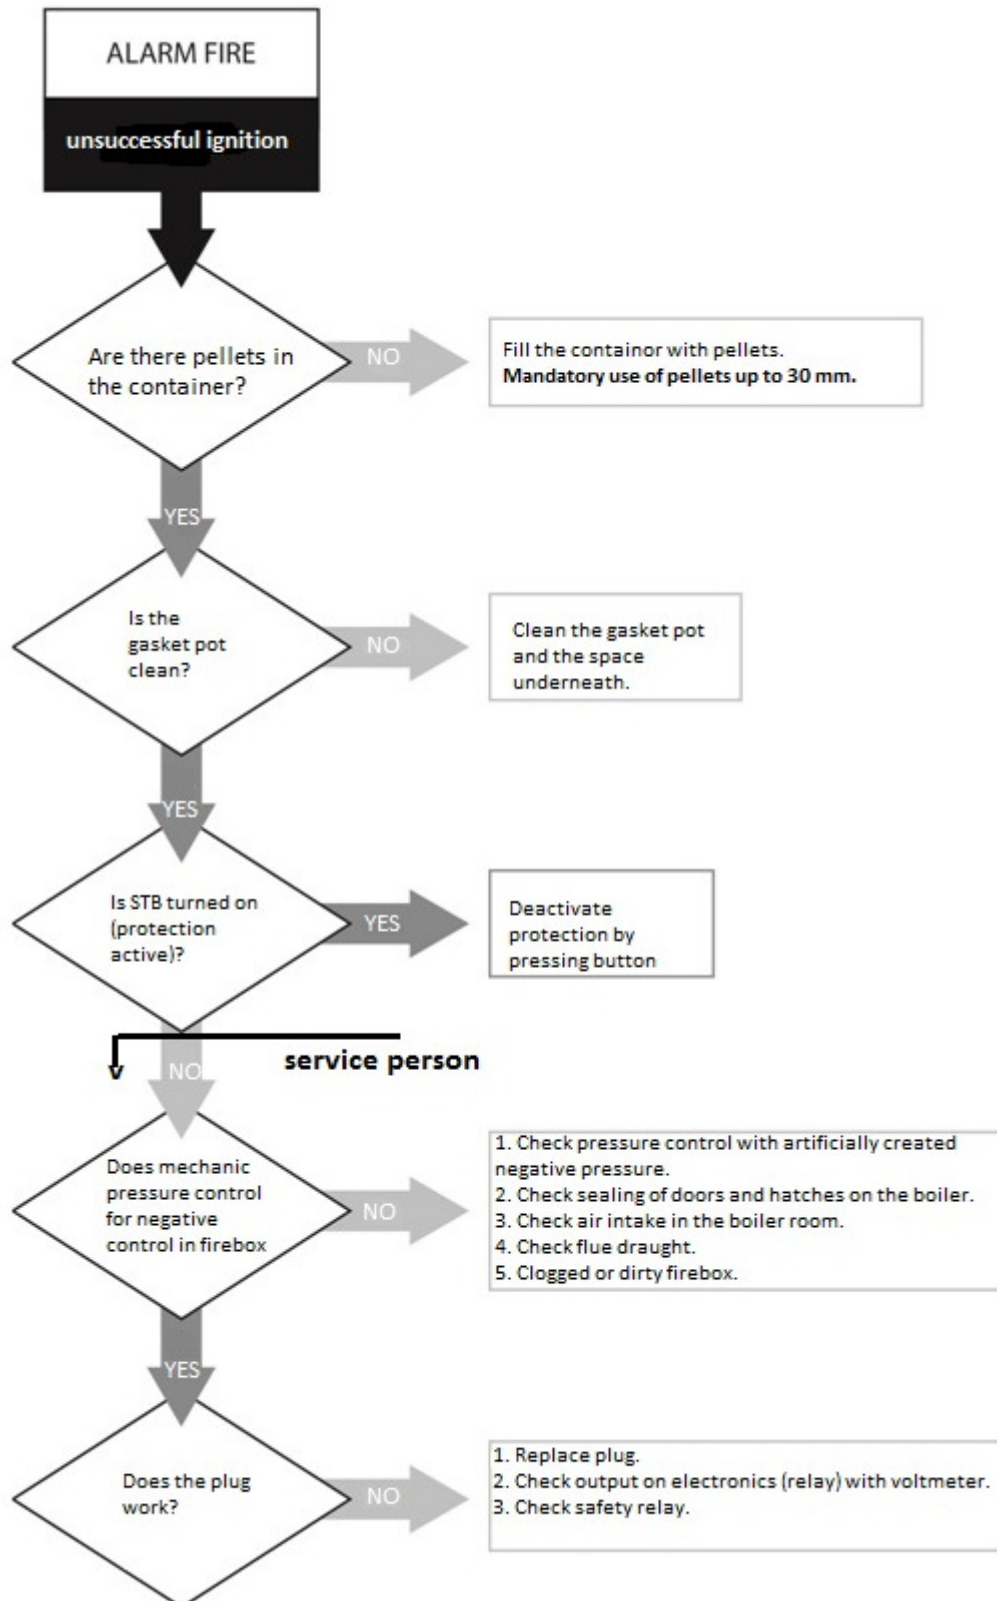 ALARM FIRE
unsuccessful ignition
Are there pellets in
the container?
NO
Fill the containor with pellets.
Mandatory use of pellets up to 30 mm.
YES
Is the
gasket pot
clean?
NO
Clean the gasket pot
and the space
underneath.
YES
Is STB turned on
(protection
active)?
YES
Deactivate
protection by
pressing button
service person
NO
Does mechanic
pressure control
for negative
control in firebox
NO
1. Check pressure control with artificially created
negative pressure.
2. Check sealing of doors and hatches on the boiler.
3. Check air intake in the boiler room.
4. Check flue draught.
5. Clogged or dirty firebox.
YES
Does the plug
work?
NO
1. Replace plug.
2. Check output on electronics (relay) with voltmeter.
3. Check safety relay.